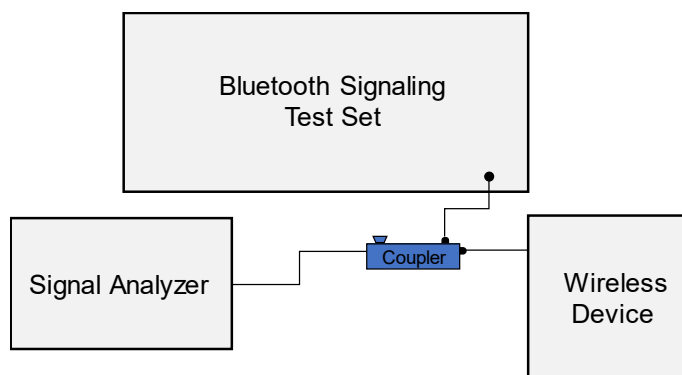 Bluetooth Signaling
Test Set
Signal Analyzer
Coupler
Wireless
Device